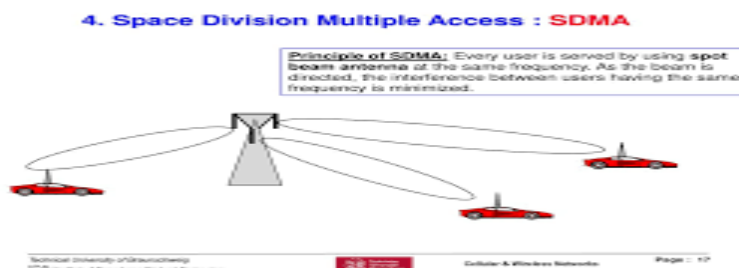 4. Space Division Multiple Access : SDMA
Principle of SDMA: Every user is served by using spot
beam antenna at the same frequency. As the beam is
directed, the interference between users having the same
frequency is minimized.
Technical University of Braunschweig
Cellular & Wireless Networks
Page : 17